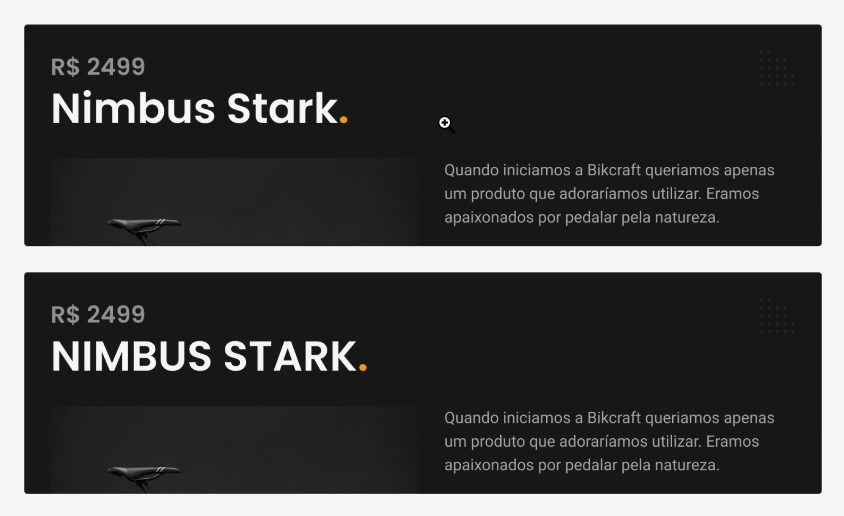 R$ 2499
Nimbus Stark.
Quando iniciamos a Bikcraft queriamos apenas
um produto que adoraríamos utilizar. Eramos
apaixonados por pedalar pela natureza.
R$ 2499
NIMBUS STARK.
Quando iniciamos a Bikcraft queriamos apenas
um produto que adoraríamos utilizar. Eramos
apaixonados por pedalar pela natureza.